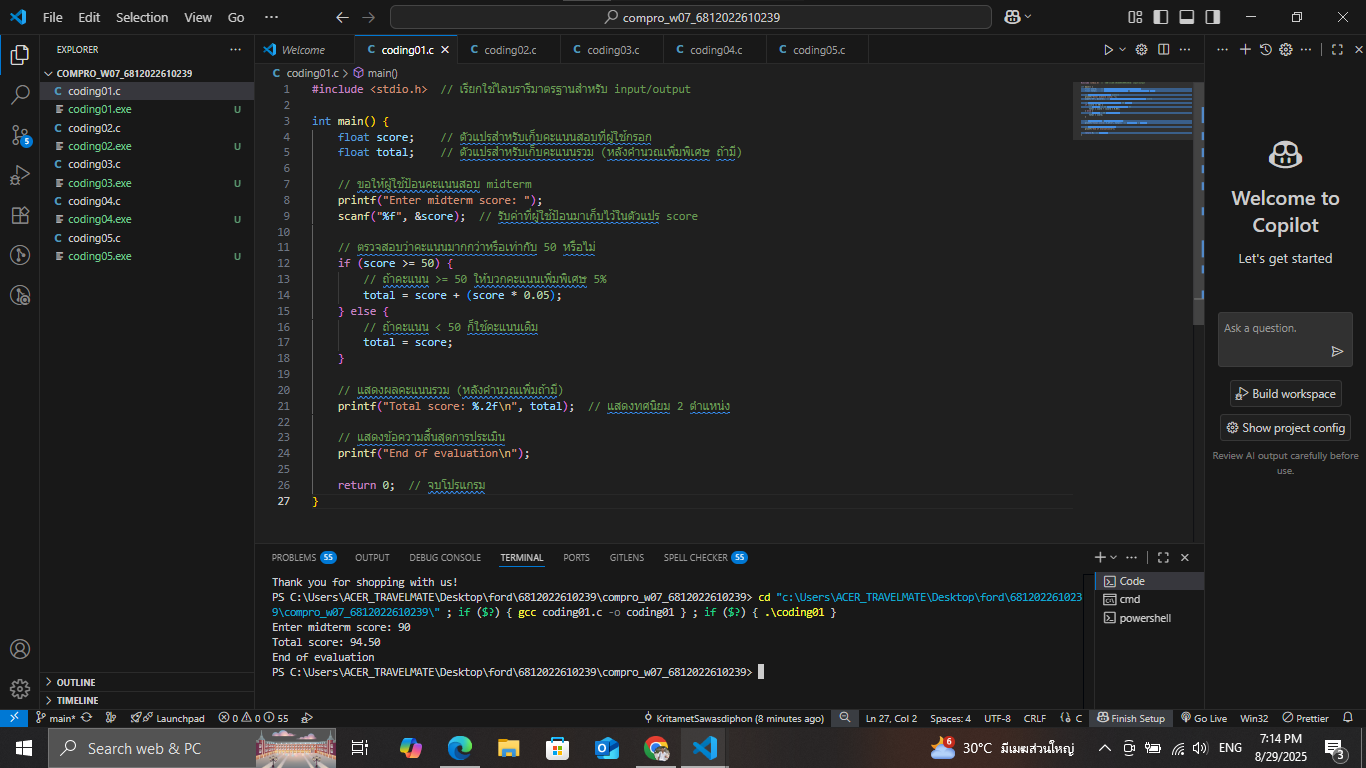 File Edit Selection View Go ··· compro_w07_6812022610239
EXPLORER ···
COMPRO_W07_6812022610239
coding01.c
coding01.exe U
coding02.c
coding02.exe U
coding03.c
coding03.exe U
coding04.c
coding04.exe U
coding05.c
coding05.exe U
OUTLINE
TIMELINE
5
Welcome C coding01.c C coding02.c C coding03.c C coding04.c C coding05.c
C coding01.c > main()
1 #include <stdio.h>  // เรียกใช้ไลบรารีมาตรฐานสำหรับ input/output
2
3 int main() {
4     float score;    // ตัวแปรสำหรับเก็บคะแนนสอบที่ผู้ใช้กรอก
5     float total;    // ตัวแปรสำหรับเก็บคะแนนรวม (หลังคำนวณเพิ่มพิเศษ ถ้ามี)
6
7     // ขอให้ผู้ใช้ป้อนคะแนนสอบ midterm
8     printf("Enter midterm score: ");
9     scanf("%f", &score);  // รับค่าที่ผู้ใช้ป้อนมาเก็บไว้ในตัวแปร score
10
11     // ตรวจสอบว่าคะแนนมากกว่าหรือเท่ากับ 50 หรือไม่
12     if (score >= 50) {
13         // ถ้าคะแนน >= 50 ให้บวกคะแนนเพิ่มพิเศษ 5%
14         total = score + (score * 0.05);
15     } else {
16         // ถ้าคะแนน < 50 ก็ใช้คะแนนเดิม
17         total = score;
18     }
19
20     // แสดงผลคะแนนรวม (หลังคำนวณเพิ่มถ้ามี)
21     printf("Total score: %.2f\n", total);  // แสดงทศนิยม 2 ตำแหน่ง
22
23     // แสดงข้อความสิ้นสุดการประเมิน
24     printf("End of evaluation\n");
25
26     return 0;  // จบโปรแกรม
27 }
PROBLEMS 55 OUTPUT DEBUG CONSOLE TERMINAL PORTS GITLENS SPELL CHECKER 55
Thank you for shopping with us!
PS C:\Users\ACER_TRAVELMATE\Desktop\ford\6812022610239\compro_w07_6812022610239> cd "c:\Users\ACER_TRAVELMATE\Desktop\ford\681202261023
9\compro_w07_6812022610239\" ; if ($?) { gcc coding01.c -o coding01 } ; if ($?) { .\coding01 }
Enter midterm score: 90
Total score: 94.50
End of evaluation
PS C:\Users\ACER_TRAVELMATE\Desktop\ford\6812022610239\compro_w07_6812022610239>
Code
cmd
powershell
Welcome to
Copilot
Let's get started
Ask a question.
Build workspace
Show project config
Review AI output carefully before
use.
main* Launchpad 0 0 55 KritametSawasdiphon (8 minutes ago) Ln 27, Col 2 Spaces: 4 UTF-8 CRLF {} C Finish Setup Go Live Win32 Prettier
Search web & PC 6 30°C มีเมฆส่วนใหญ่ ENG 7:14 PM
8/29/2025 3